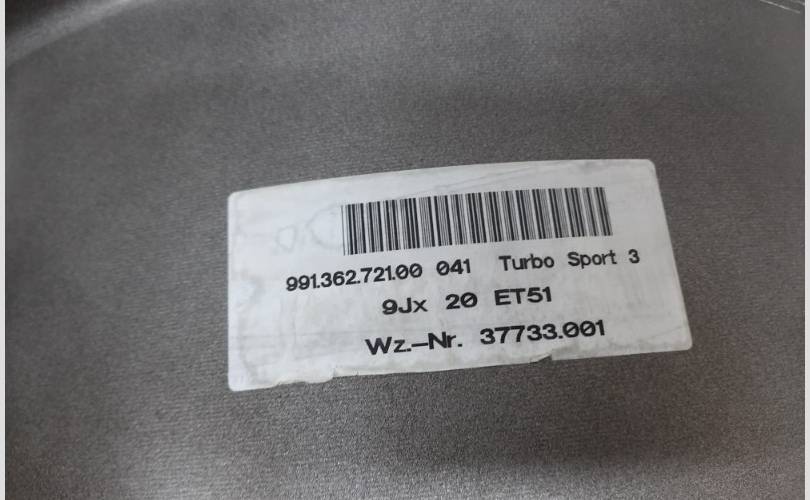 991.362.721.00 041 Turbo Sport 3
9Jx 20 ET51
Wz.-Nr. 37733.001